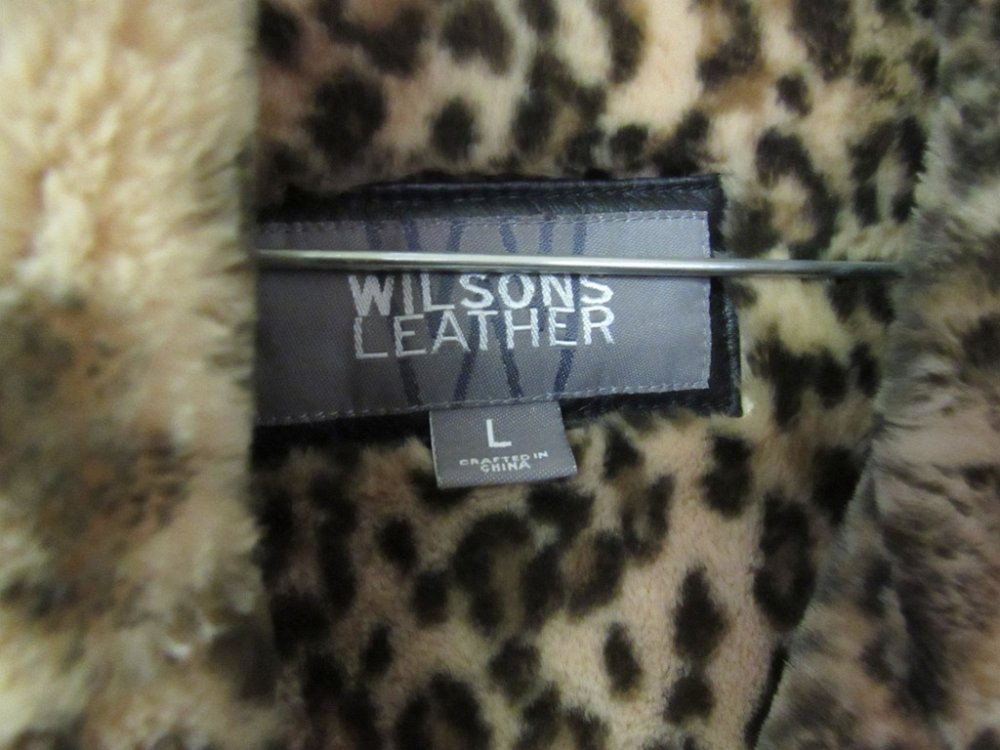 WILSONS
LEATHER
L
CRAFTED IN
CHINA